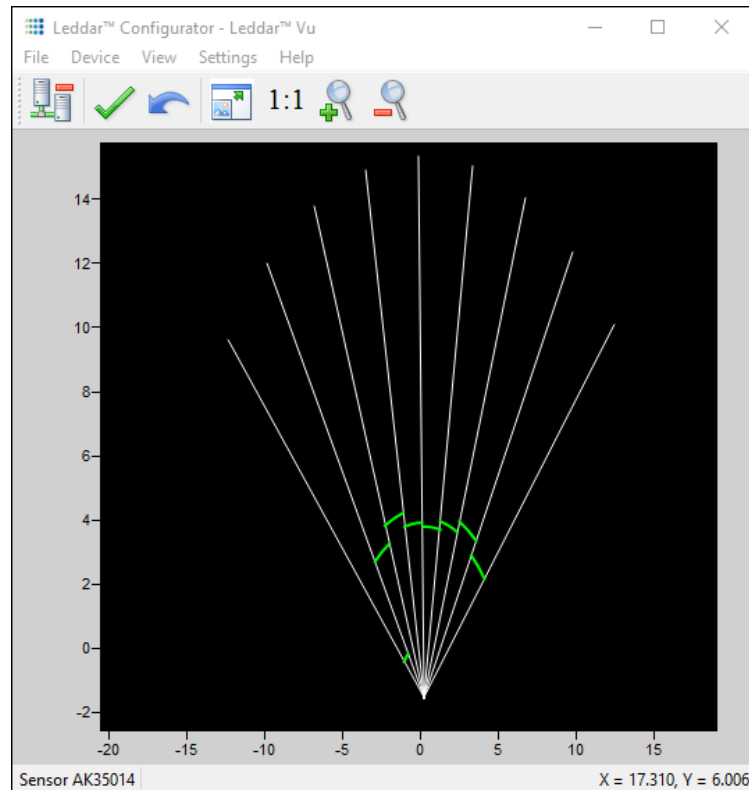 Leddar™ Configurator - Leddar™ Vu
File Device View Settings Help
1:1
14
12
10
8
6
4
2
0
-2
-20 -15 -10 -5 0 5 10 15
Sensor AK35014 X = 17.310, Y = 6.006